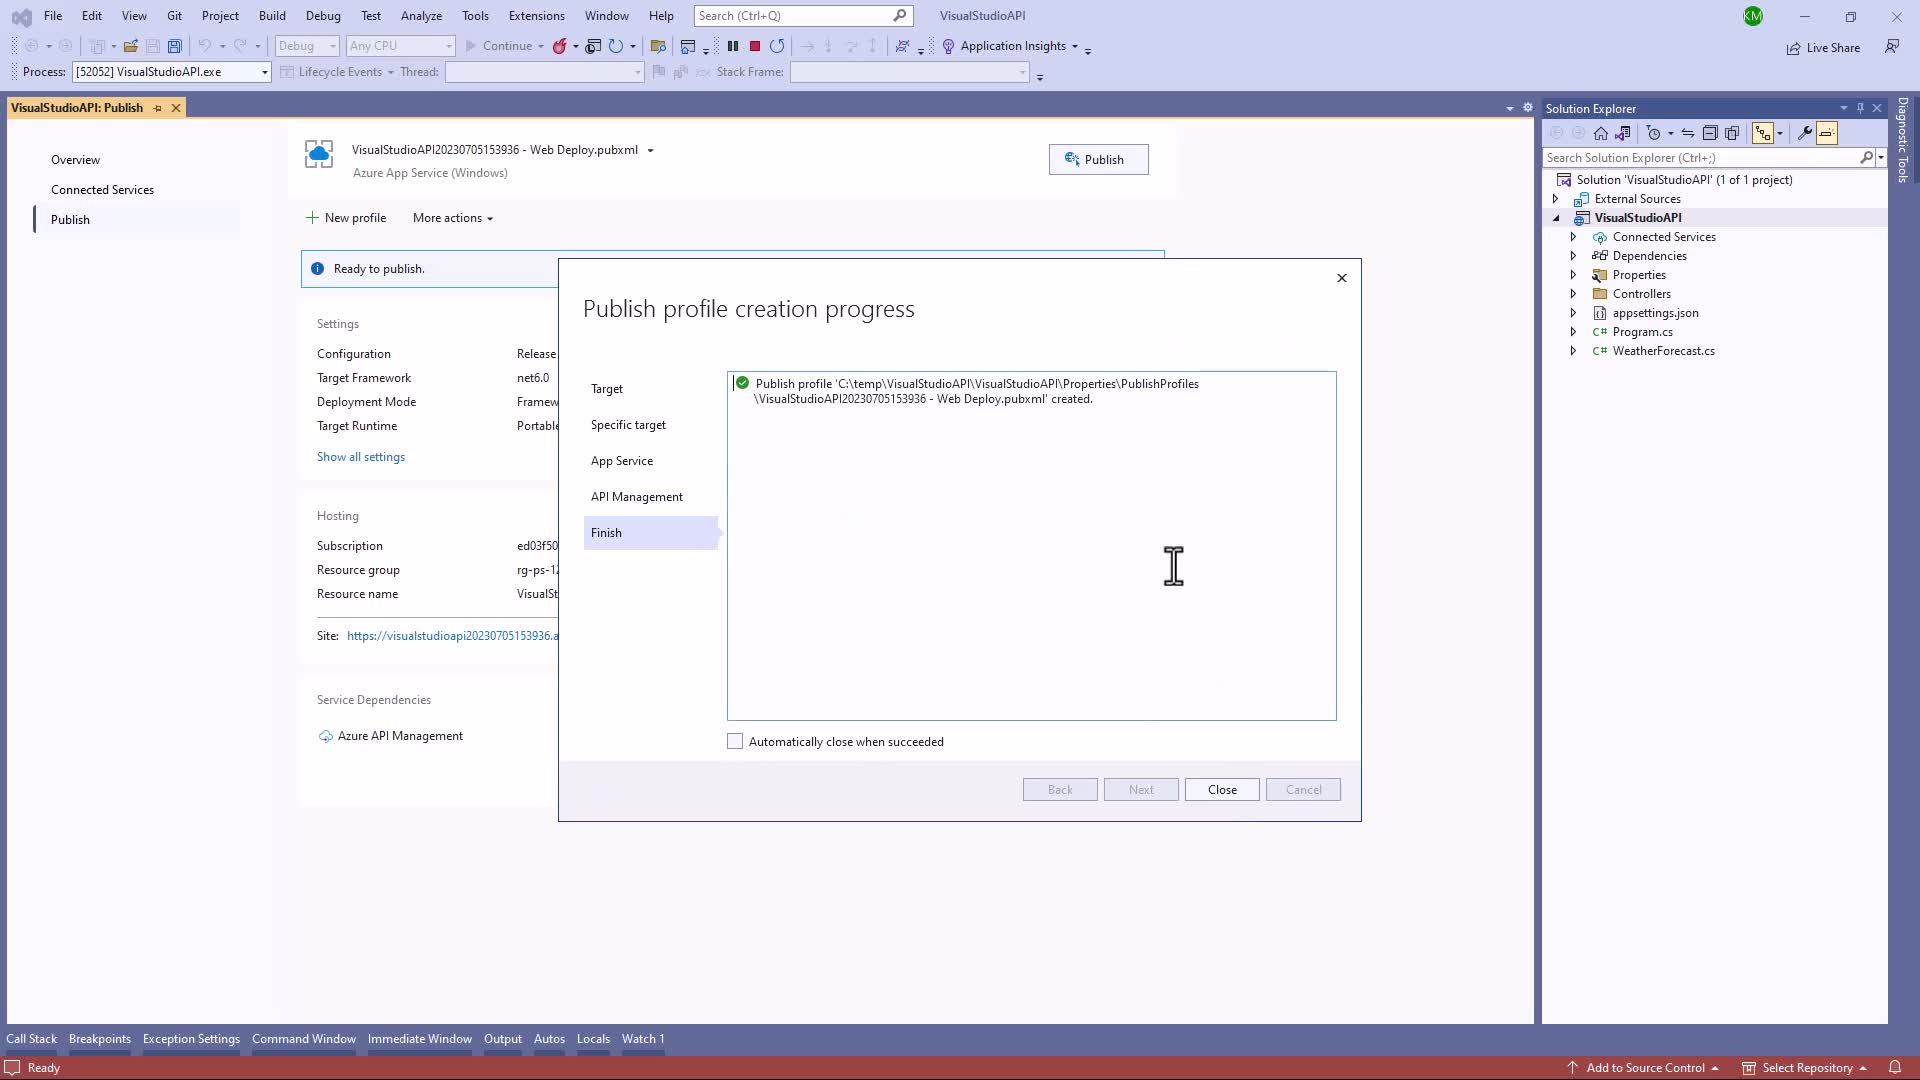 File Edit View Git Project Build Debug Test Analyze Tools Extensions Window Help Search (Ctrl+Q) VisualStudioAPI KM
Debug Any CPU Continue Application Insights Live Share
Process: [52052] VisualStudioAPI.exe Lifecycle Events Thread: Stack Frame:
VisualStudioAPI: Publish
Overview
Connected Services
Publish
VisualStudioAPI20230705153936 - Web Deploy.pubxml
Azure App Service (Windows)
Publish
New profile More actions
Ready to publish.
Settings
Configuration Release
Target Framework net6.0
Deployment Mode Framew
Target Runtime Portable
Show all settings
Hosting
Subscription ed03f50
Resource group rg-ps-12
Resource name VisualSt
Site: https://visualstudioapi20230705153936.a
Service Dependencies
Azure API Management
Publish profile creation progress
Target
Specific target
App Service
API Management
Finish
Publish profile 'C:\temp\VisualStudioAPI\VisualStudioAPI\Properties\PublishProfiles
\VisualStudioAPI20230705153936 - Web Deploy.pubxml' created.
Automatically close when succeeded
Back Next Close Cancel
Solution Explorer
Search Solution Explorer (Ctrl+;)
Solution 'VisualStudioAPI' (1 of 1 project)
External Sources
VisualStudioAPI
Connected Services
Dependencies
Properties
Controllers
appsettings.json
C# Program.cs
C# WeatherForecast.cs
Diagnostic Tools
Call Stack Breakpoints Exception Settings Command Window Immediate Window Output Autos Locals Watch 1
Ready Add to Source Control Select Repository